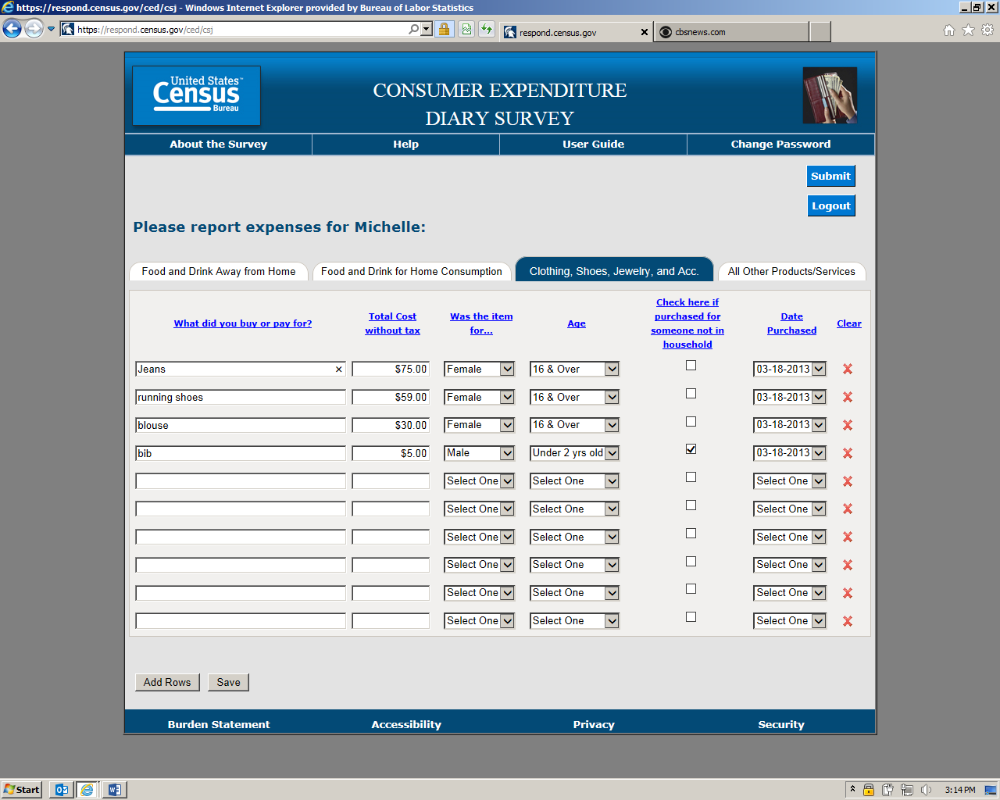 https://respond.census.gov/ced/csj - Windows Internet Explorer provided by Bureau of Labor Statistics
https://respond.census.gov/ced/csj
respond.census.gov
cbsnews.com
United States™
Census
Bureau
CONSUMER EXPENDITURE
DIARY SURVEY
About the Survey Help User Guide Change Password
Submit
Logout
Please report expenses for Michelle:
Food and Drink Away from Home Food and Drink for Home Consumption Clothing, Shoes, Jewelry, and Acc. All Other Products/Services
What did you buy or pay for?
Total Cost
without tax
Was the item
for...
Age
Check here if
purchased for
someone not in
household
Date
Purchased
Clear
Jeans $75.00 Female 16 & Over 03-18-2013
running shoes $59.00 Female 16 & Over 03-18-2013
blouse $30.00 Female 16 & Over 03-18-2013
bib $5.00 Male Under 2 yrs old 03-18-2013
Select One Select One Select One
Select One Select One Select One
Select One Select One Select One
Select One Select One Select One
Select One Select One Select One
Select One Select One Select One
Add Rows Save
Burden Statement Accessibility Privacy Security
Start 3:14 PM